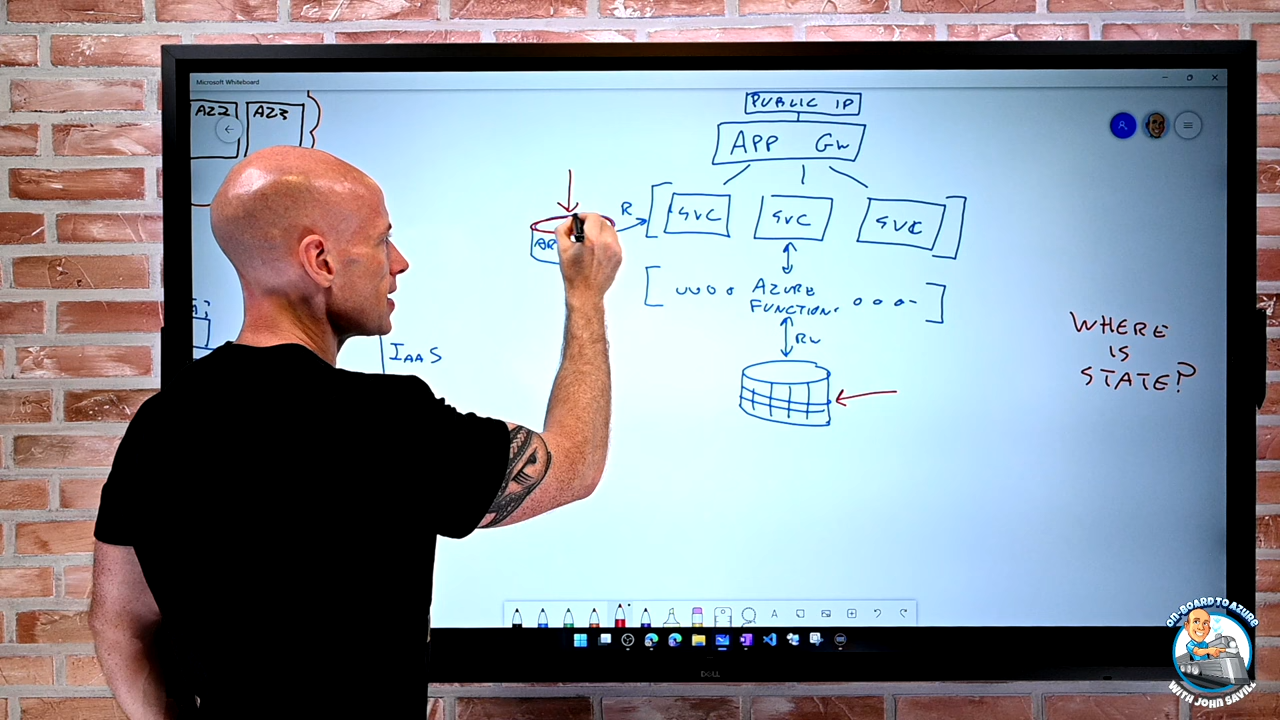 Microsoft Whiteboard
AZ2
AZ3
PUBLIC IP
APP GW
R
SVC
SVC
SVC
AZURE
FUNCTIONS
RW
IAAS
WHERE
IS
STATE?
DELL
ON-BOARD TO AZURE
WITH JOHN SAVILL